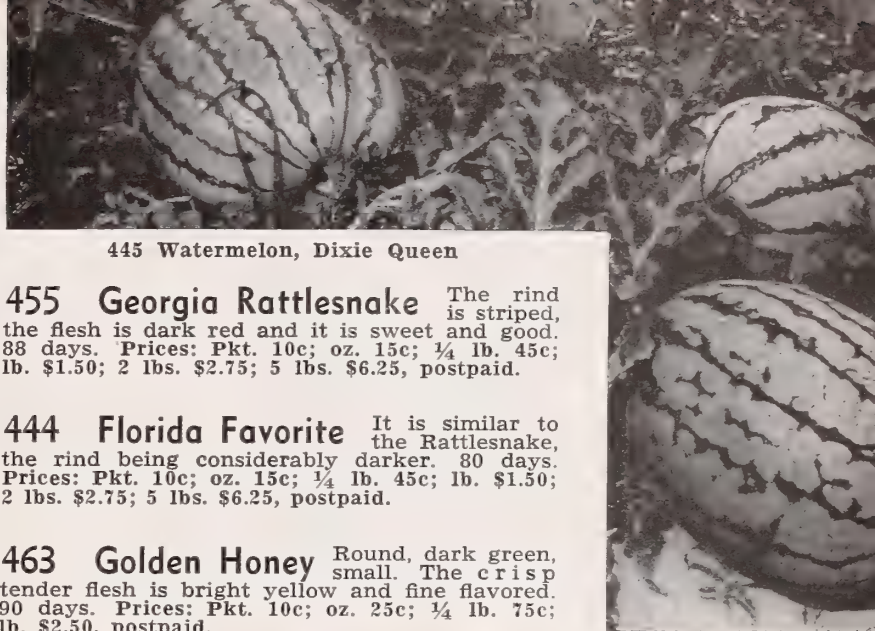 445 Watermelon, Dixie Queen
455 Georgia Rattlesnake The rind
is striped,
the flesh is dark red and it is sweet and good.
88 days. Prices: Pkt. 10c; oz. 15c; ¼ lb. 45c;
lb. $1.50; 2 lbs. $2.75; 5 lbs. $6.25, postpaid.
444 Florida Favorite It is similar to
the Rattlesnake,
the rind being considerably darker. 80 days.
Prices: Pkt. 10c; oz. 15c; ¼ lb. 45c; lb. $1.50;
2 lbs. $2.75; 5 lbs. $6.25, postpaid.
463 Golden Honey Round, dark green,
small. The crisp
tender flesh is bright yellow and fine flavored.
90 days. Prices: Pkt. 10c; oz. 25c; ¼ lb. 75c;
lb. $2.50, postpaid.